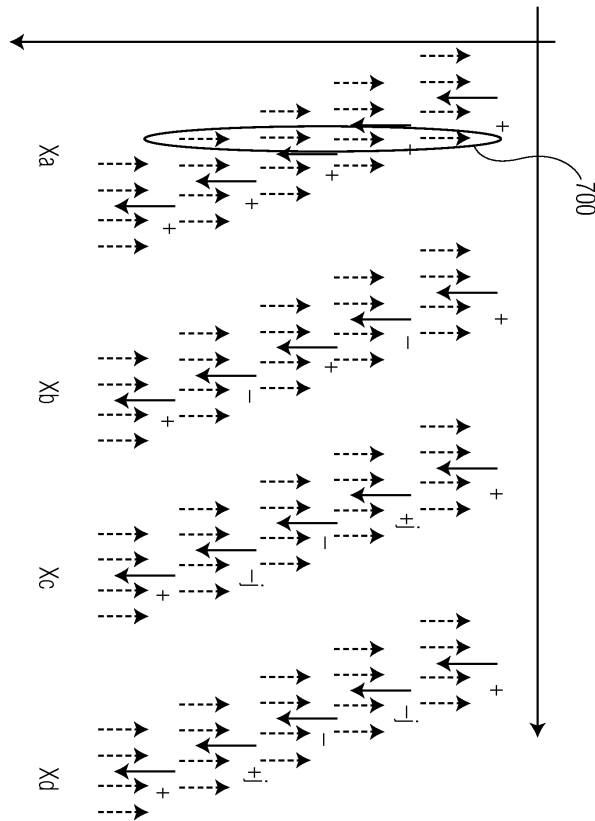 700
+ + + +
+ − +j −j
+ + − −
+ − −j +j
+ + + +
Xa Xb Xc Xd